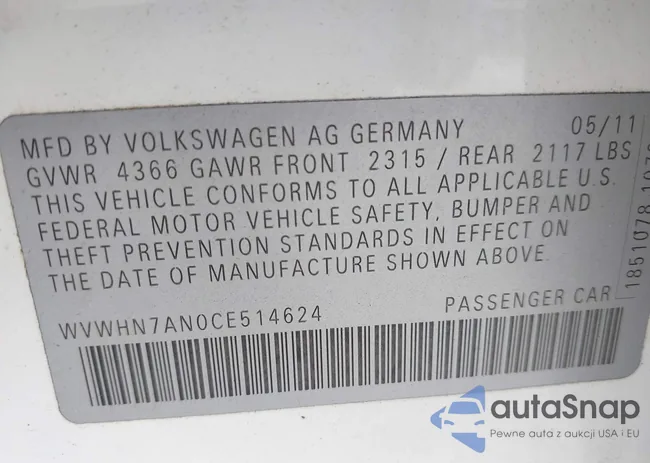 MFD BY VOLKSWAGEN AG GERMANY 05/11
GVWR 4366 GAWR FRONT 2315 / REAR 2117 LBS
THIS VEHICLE CONFORMS TO ALL APPLICABLE U.S.
FEDERAL MOTOR VEHICLE SAFETY, BUMPER AND
THEFT PREVENTION STANDARDS IN EFFECT ON
THE DATE OF MANUFACTURE SHOWN ABOVE.
WVWHN7AN0CE514624 PASSENGER CAR
autaSnap
Pewne auta z aukcji USA i EU